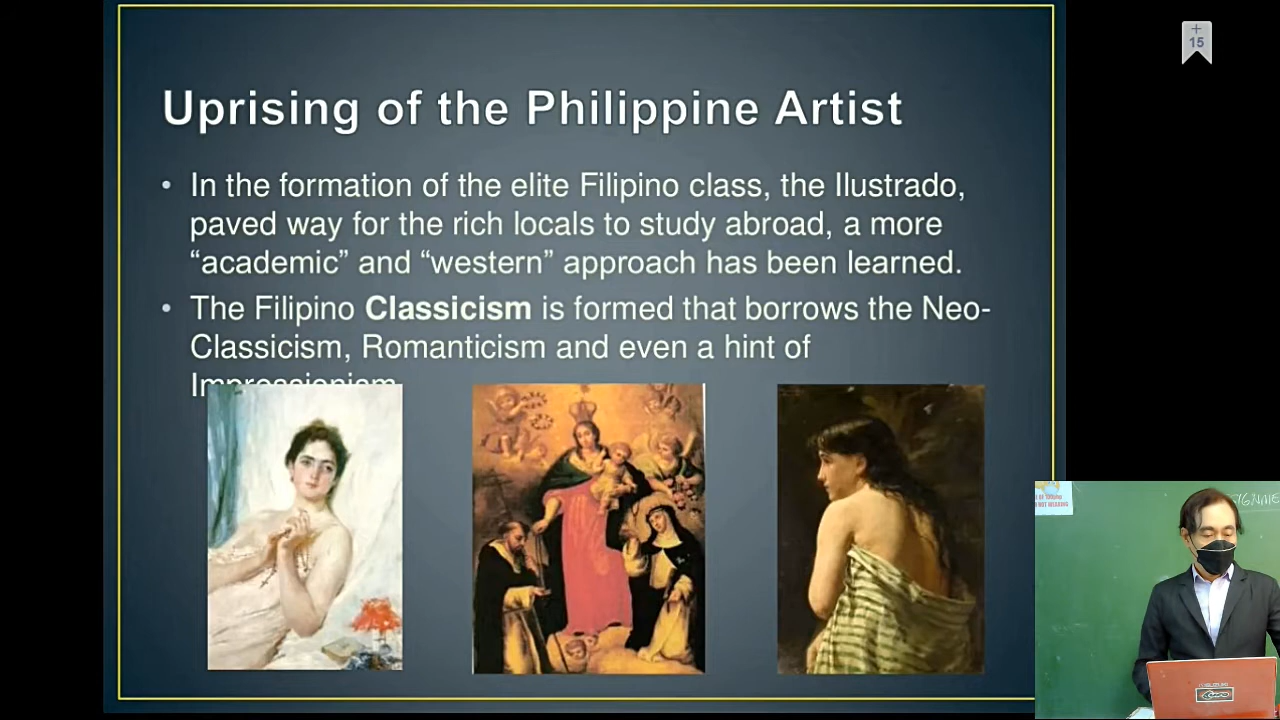 +
15
Uprising of the Philippine Artist
• In the formation of the elite Filipino class, the Ilustrado,
paved way for the rich locals to study abroad, a more
“academic” and “western” approach has been learned.
• The Filipino Classicism is formed that borrows the Neo-
Classicism, Romanticism and even a hint of
Impressionism